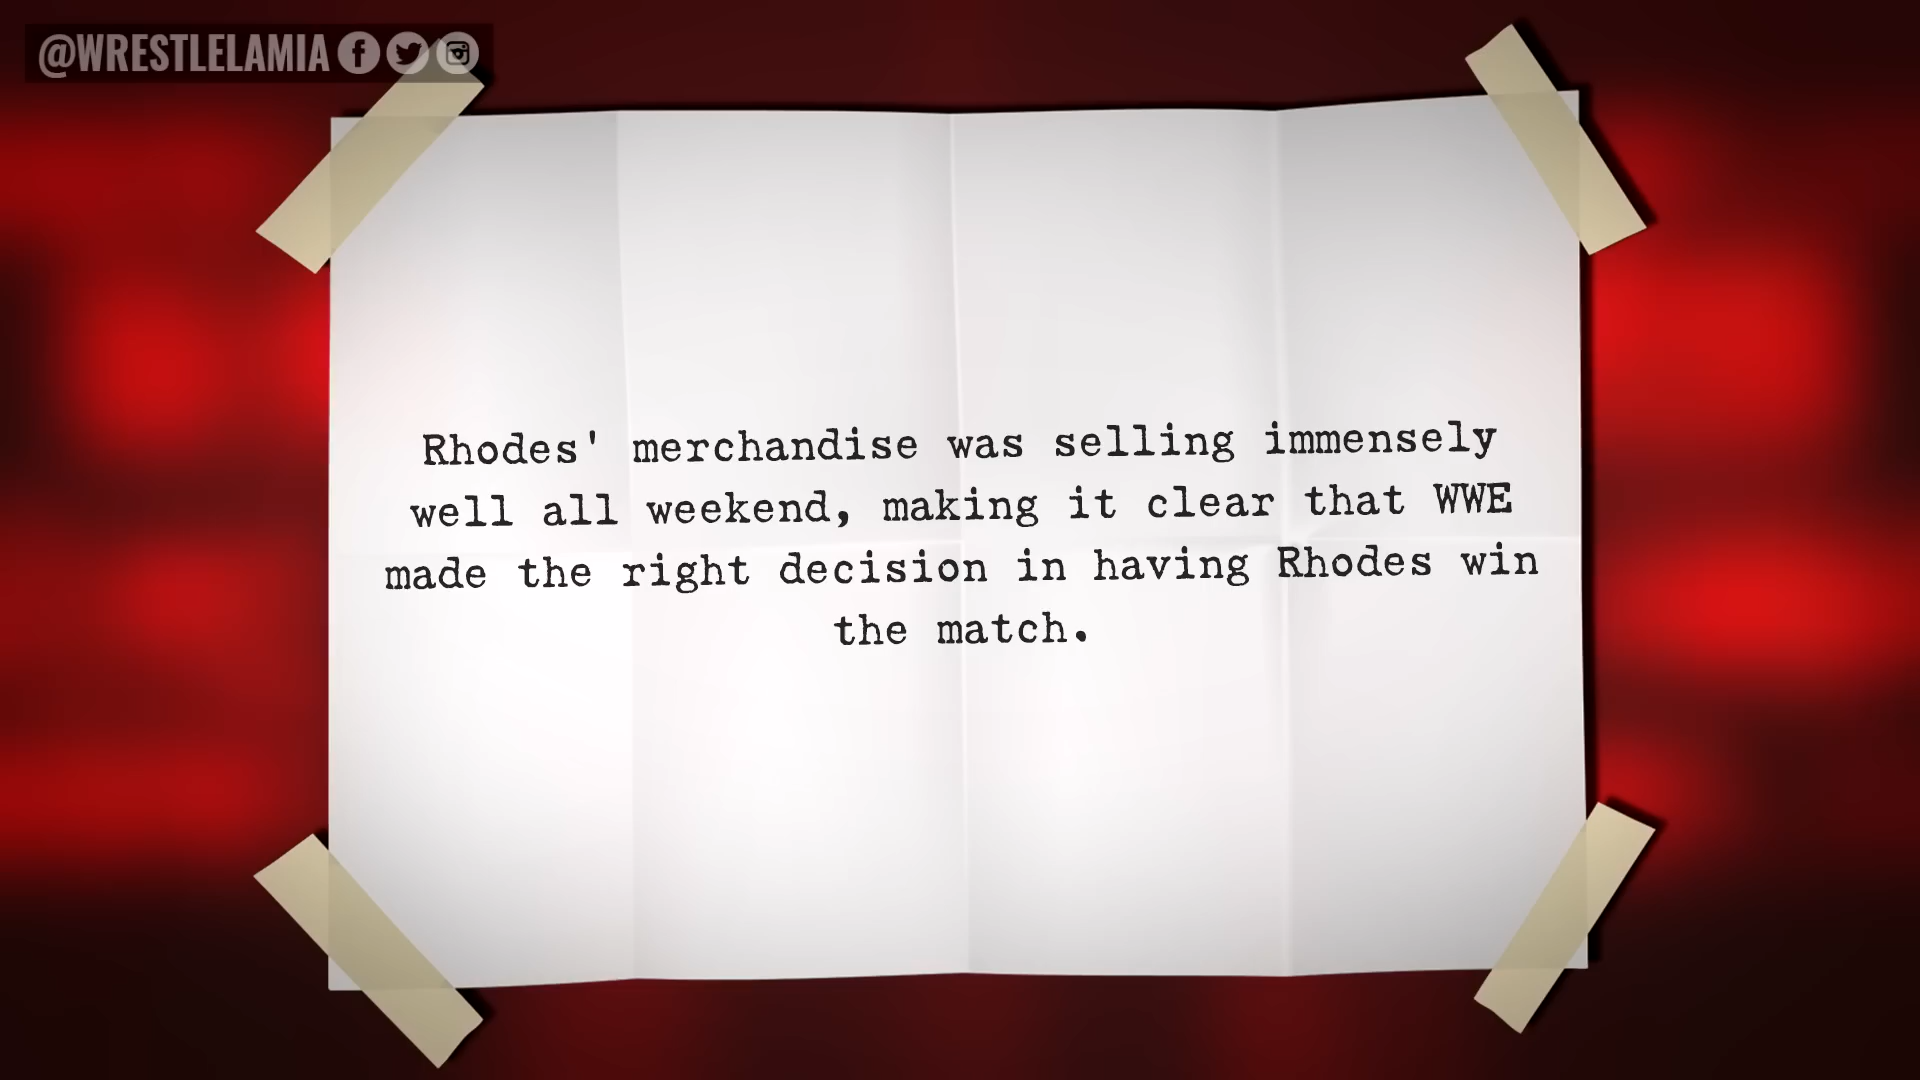 @WRESTLELAMIA
Rhodes' merchandise was selling immensely
well all weekend, making it clear that WWE
made the right decision in having Rhodes win
the match.